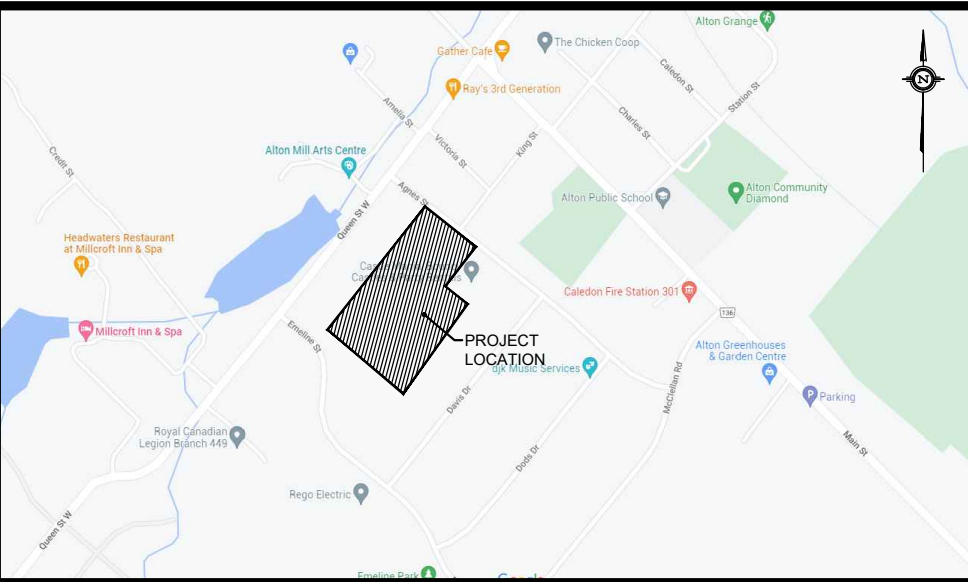 Alton Grange
Gather Cafe
The Chicken Coop
N
Ray's 3rd Generation
Caledon St
Station St
Amelia St
Charles St
Victoria St
King St
Alton Mill Arts Centre
Credit St
Agnes St
Alton Public School
Alton Community
Diamond
Queen St W
Headwaters Restaurant
at Millcroft Inn & Spa
Caledon Fire Station 301
136
Millcroft Inn & Spa
Emeline St
PROJECT
LOCATION
Alton Greenhouses
& Garden Centre
djk Music Services
McClellan Rd
Davis Dr
Parking
Royal Canadian
Legion Branch 449
Main St
Dods Dr
Rego Electric
Queen St W
Emeline Park
Google